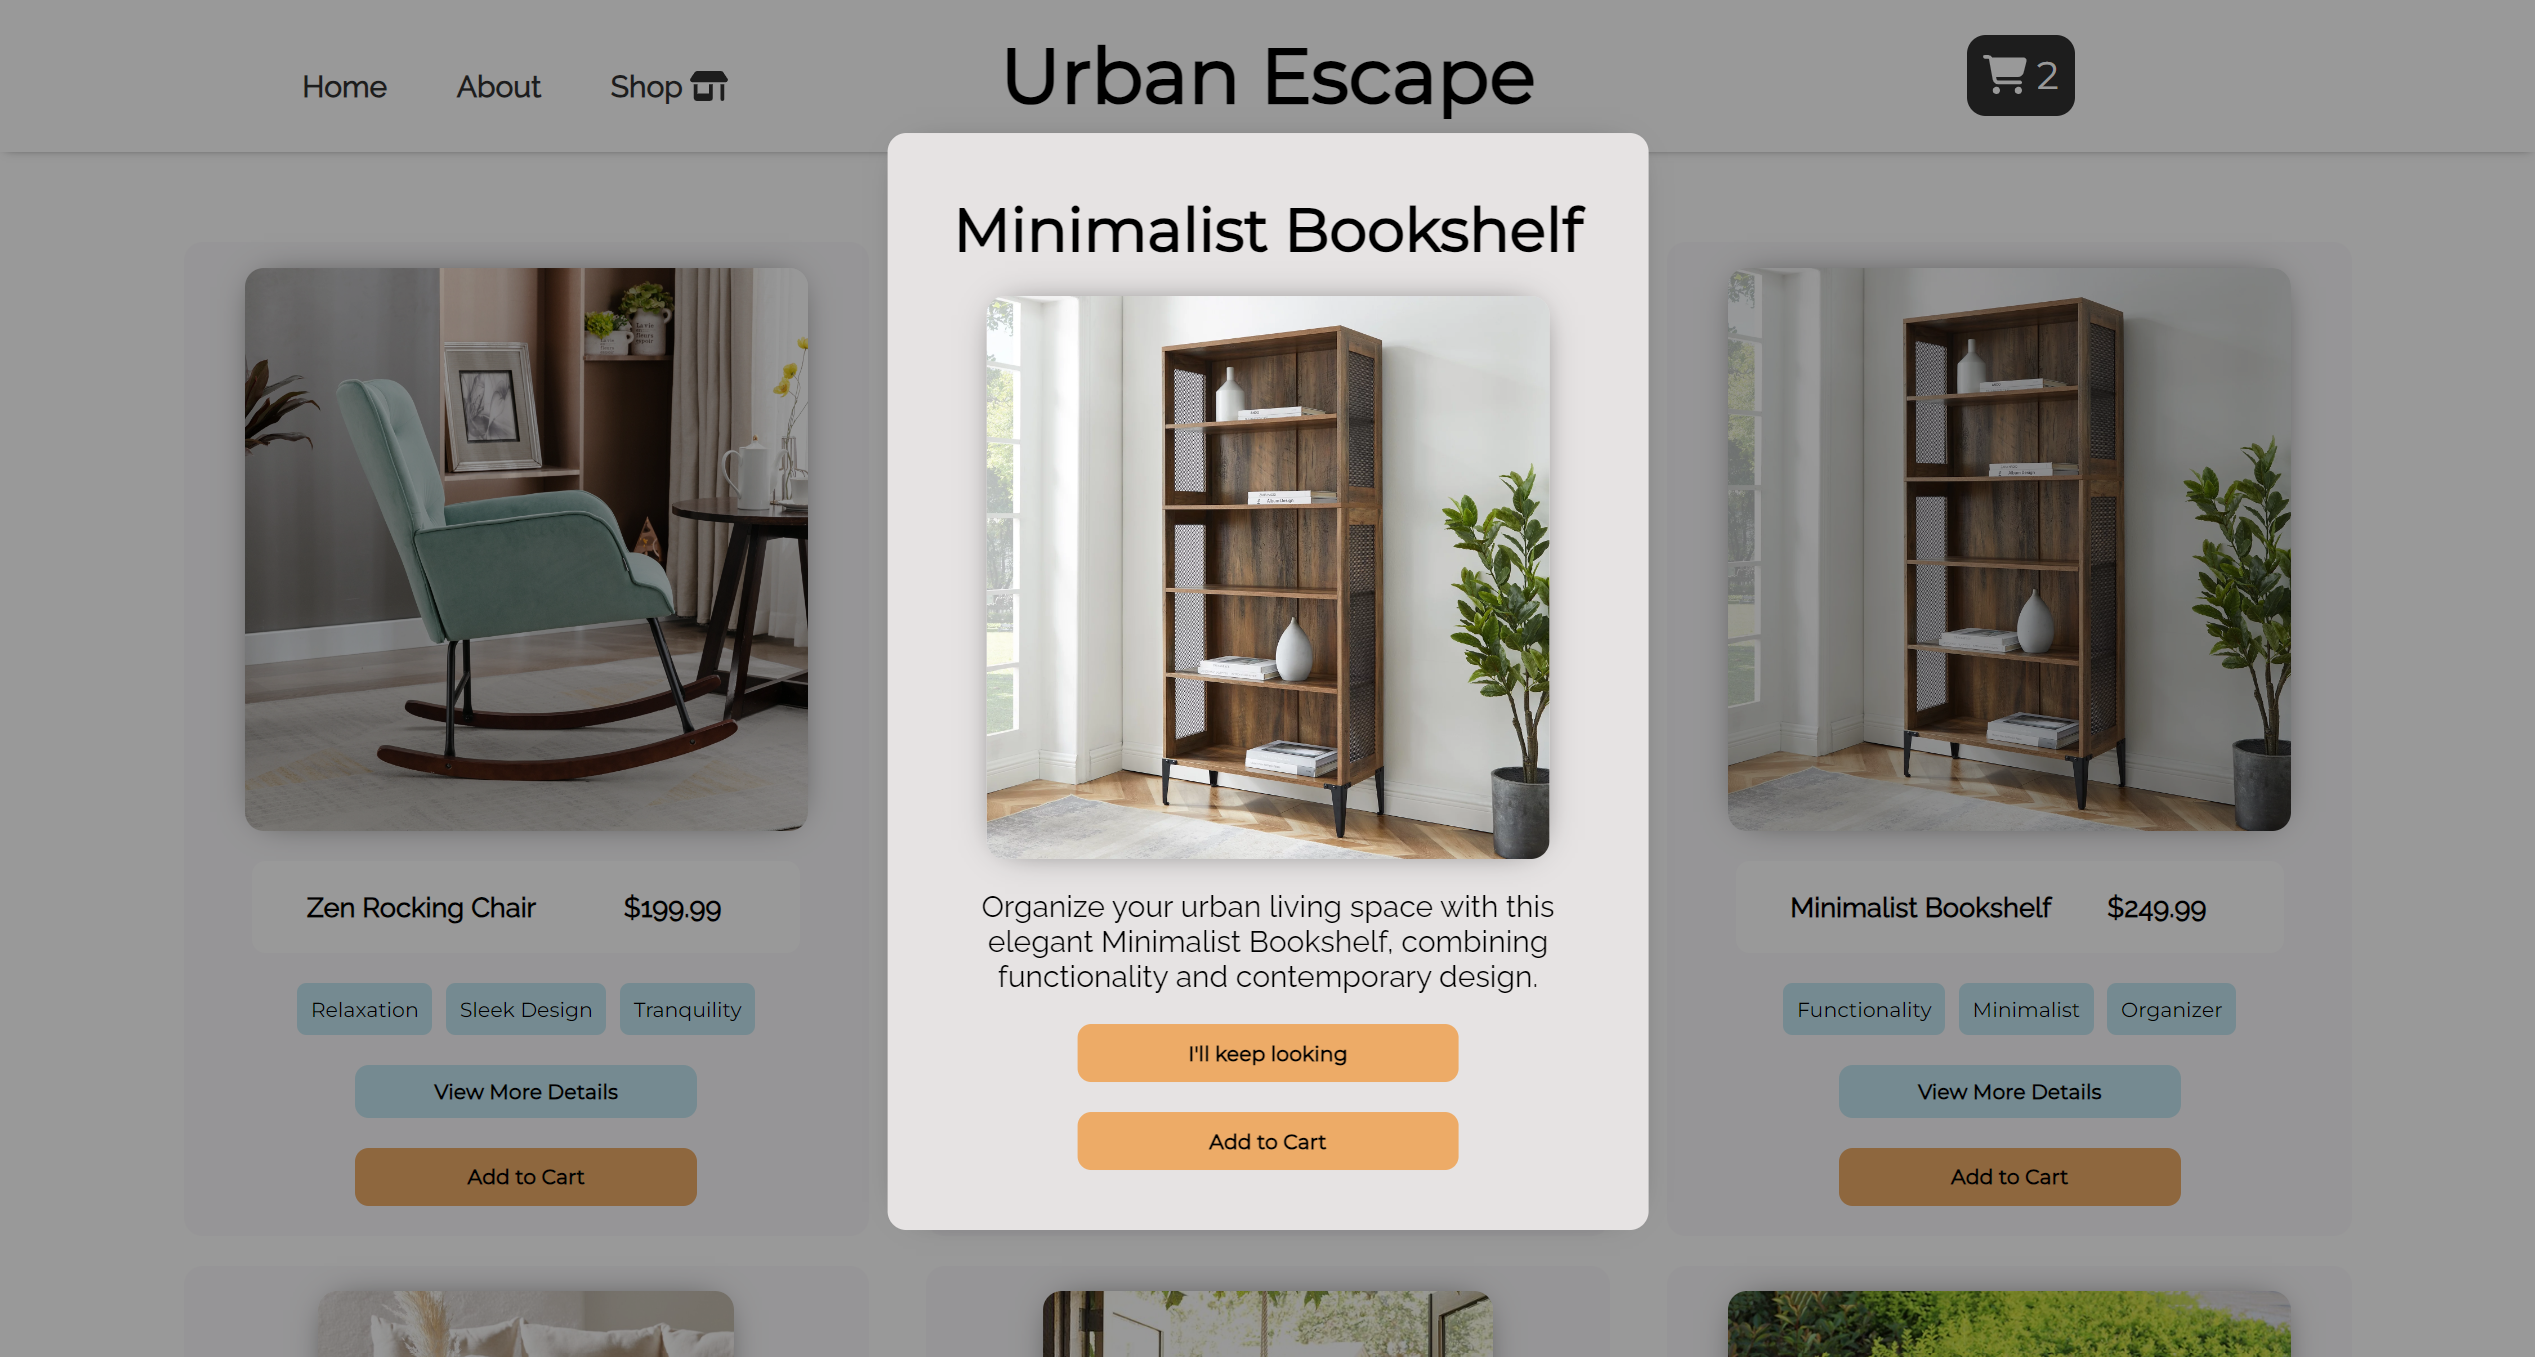 Home
About
Shop
Urban Escape
2
Minimalist Bookshelf
Organize your urban living space with this
elegant Minimalist Bookshelf, combining
functionality and contemporary design.
I'll keep looking
Add to Cart
Zen Rocking Chair
$199.99
Relaxation
Sleek Design
Tranquility
View More Details
Add to Cart
Minimalist Bookshelf
$249.99
Functionality
Minimalist
Organizer
View More Details
Add to Cart